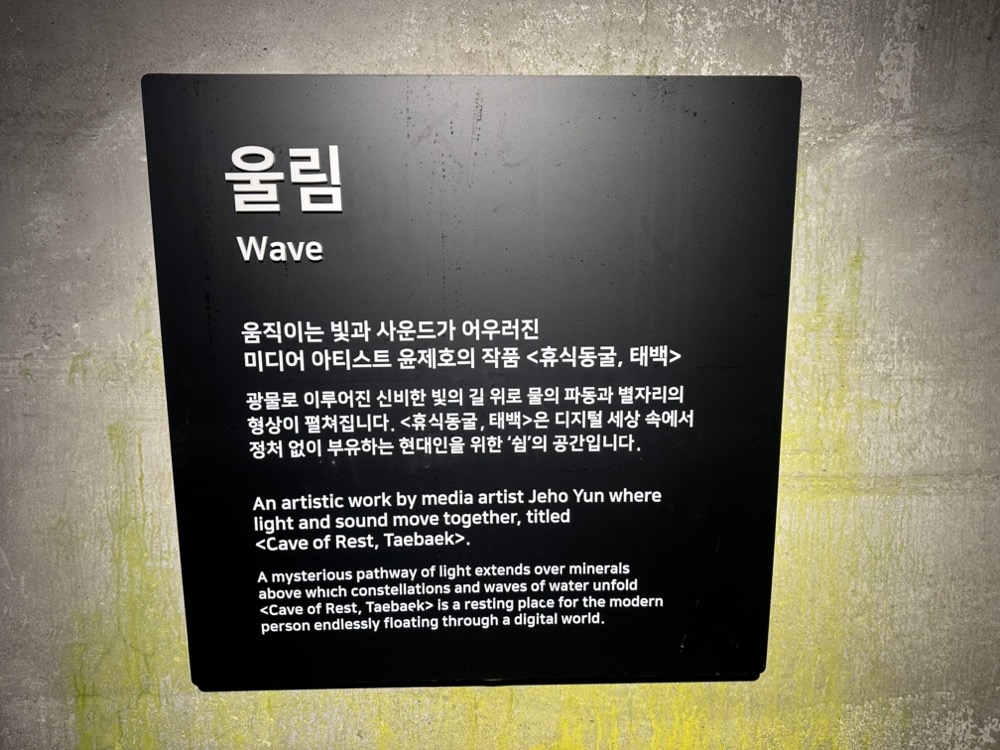 울림
Wave
움직이는 빛과 사운드가 어우러진
미디어 아티스트 윤제호의 작품 <휴식동굴, 태백>
광물로 이루어진 신비한 빛의 길 위로 물의 파동과 별자리의
형상이 펼쳐집니다. <휴식동굴, 태백>은 디지털 세상 속에서
정처 없이 부유하는 현대인을 위한 ‘쉼’의 공간입니다.
An artistic work by media artist Jeho Yun where
light and sound move together, titled
<Cave of Rest, Taebaek>.
A mysterious pathway of light extends over minerals
above which constellations and waves of water unfold
<Cave of Rest, Taebaek> is a resting place for the modern
person endlessly floating through a digital world.